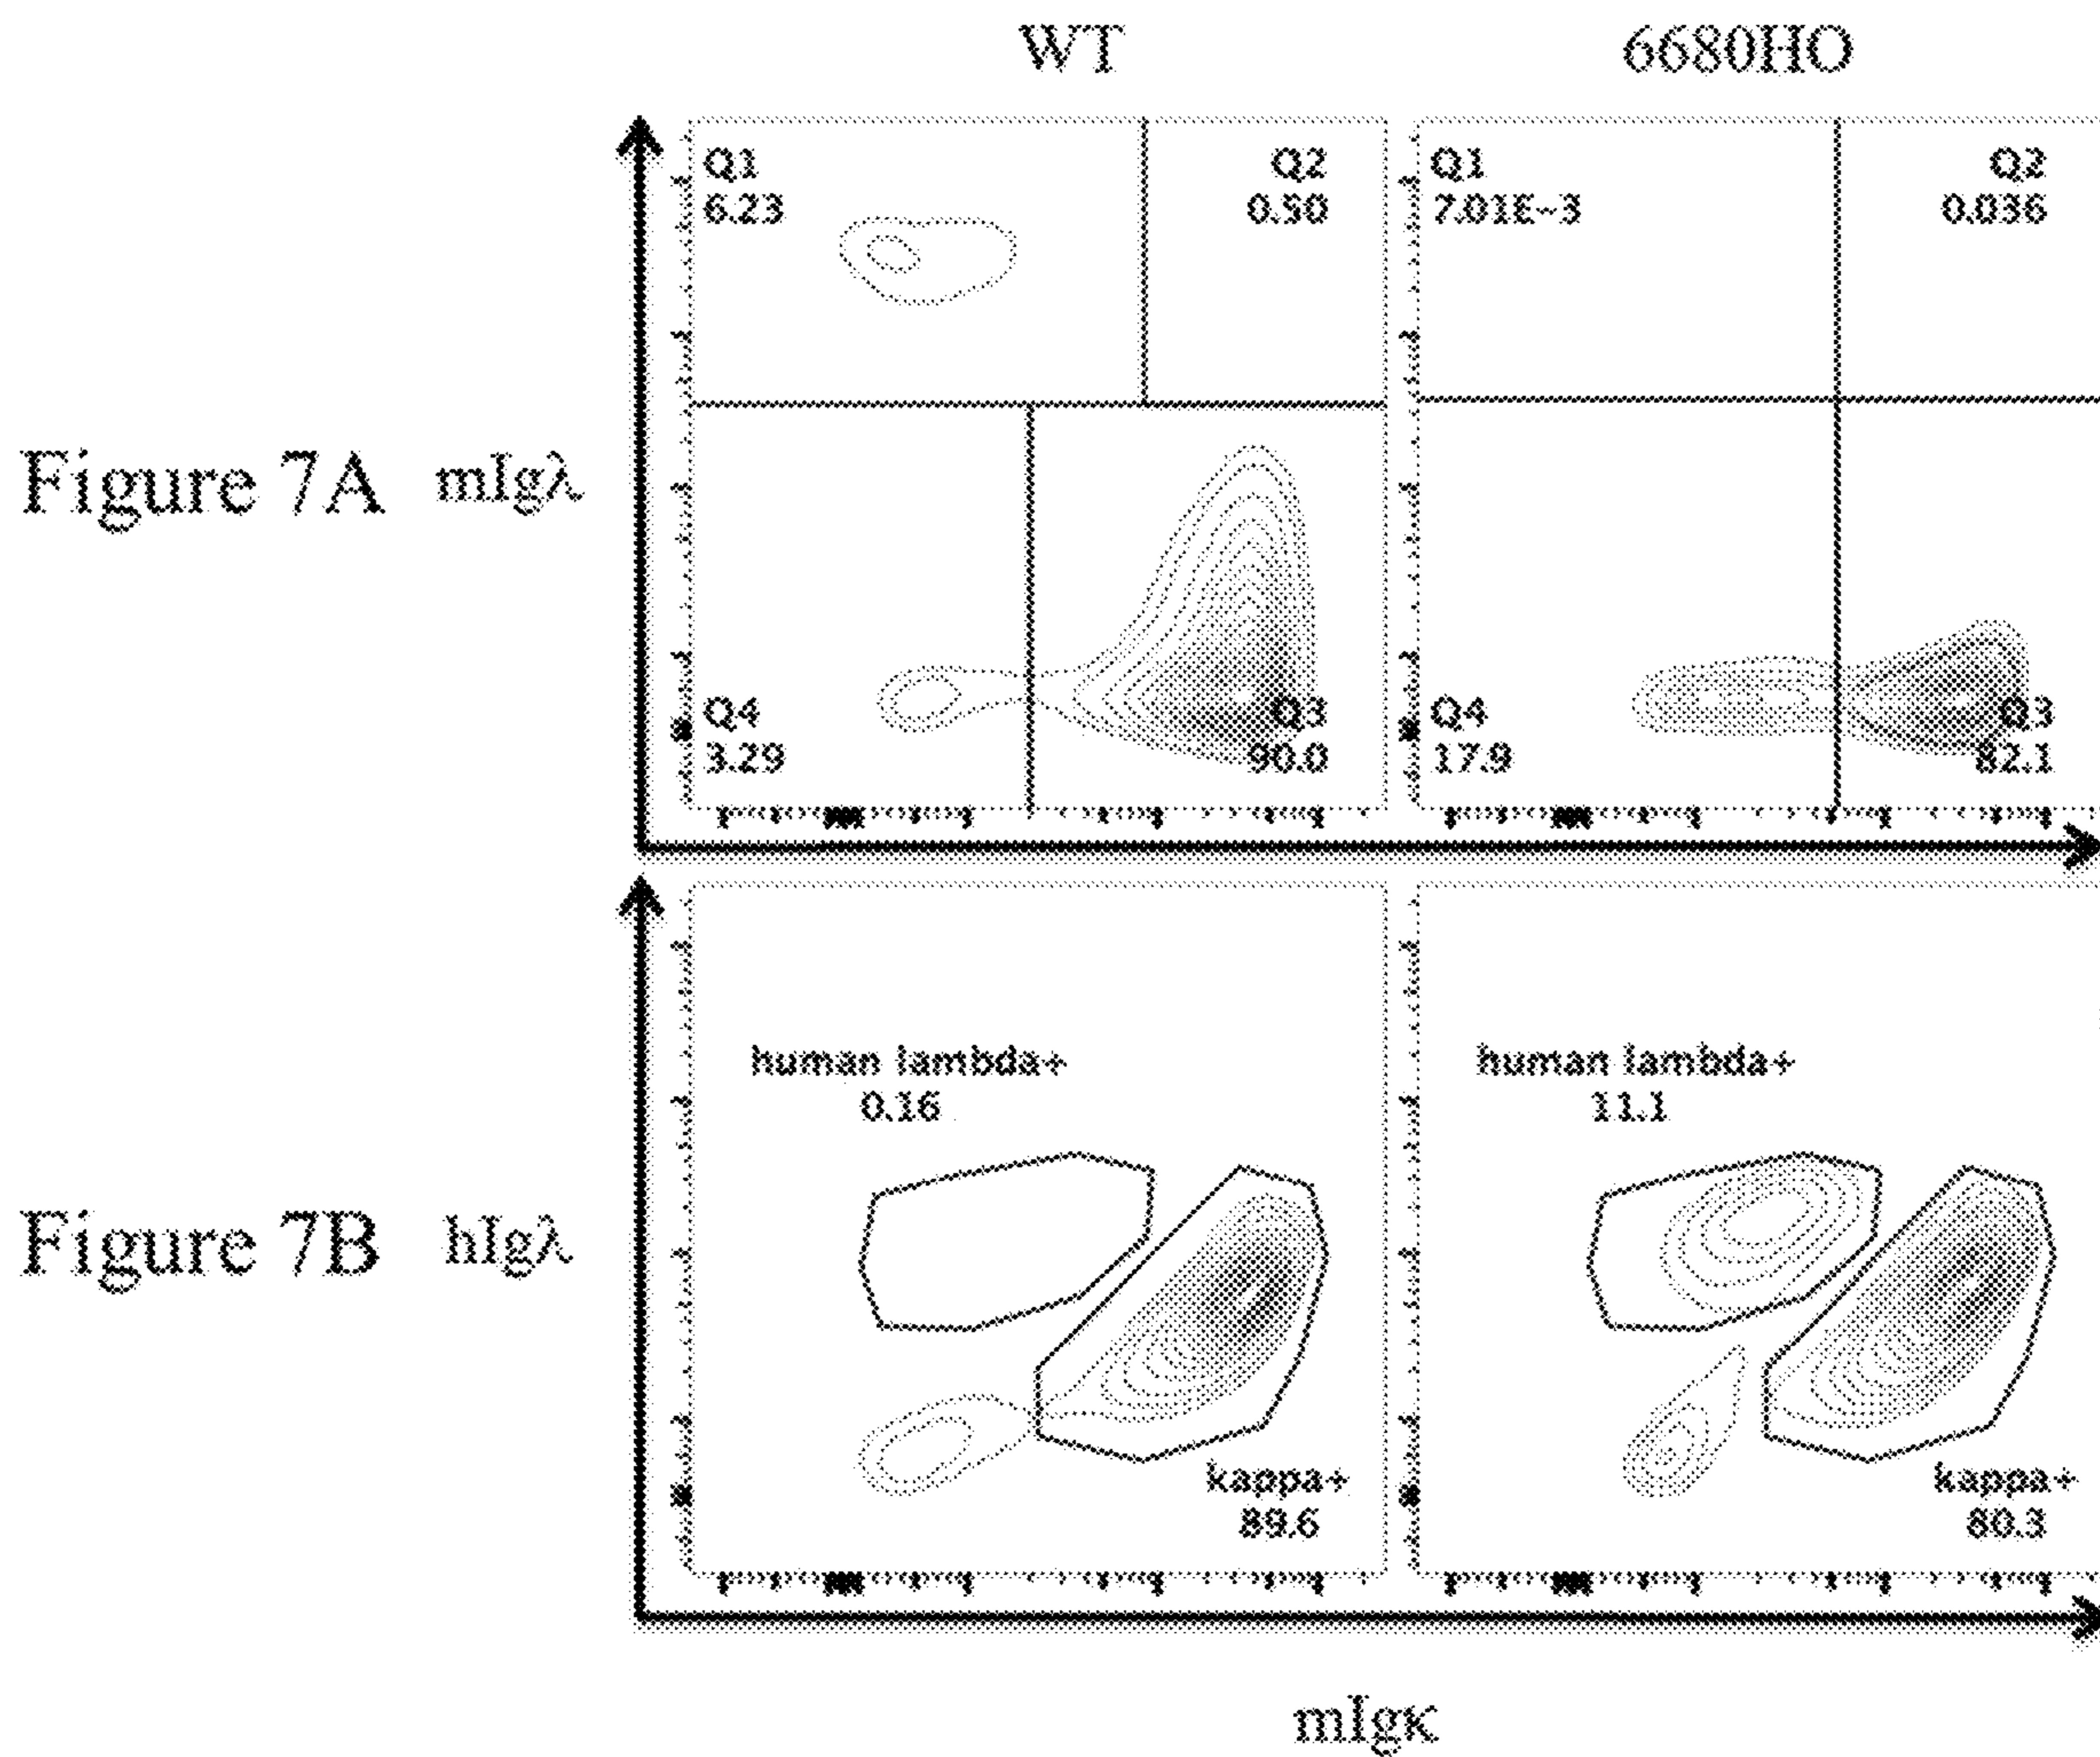 WT
6680HO
Q1
6.23
Q2
0.50
Q1
7.01E-3
Q2
0.036
Figure 7A
mIgλ
Q4
3.29
Q3
90.0
Q4
17.9
Q3
82.1
human lambda+
0.16
human lambda+
11.1
Figure 7B
hIgλ
kappa+
89.6
kappa+
80.3
mIgκ